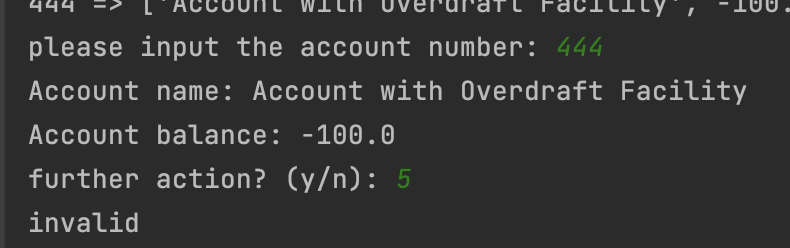 444 => ['Account with Overdraft Facility', -100.
please input the account number: 444
Account name: Account with Overdraft Facility
Account balance: -100.0
further action? (y/n): 5
invalid